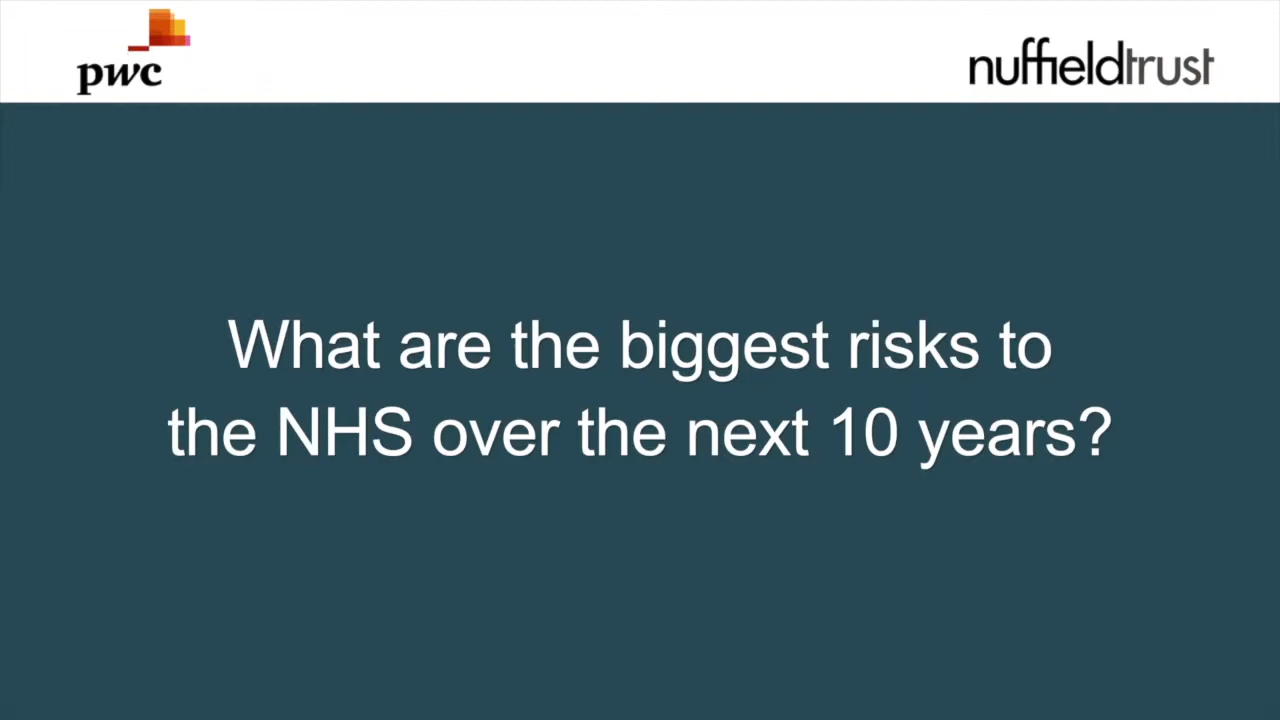 pwc
nuffieldtrust
What are the biggest risks to
the NHS over the next 10 years?